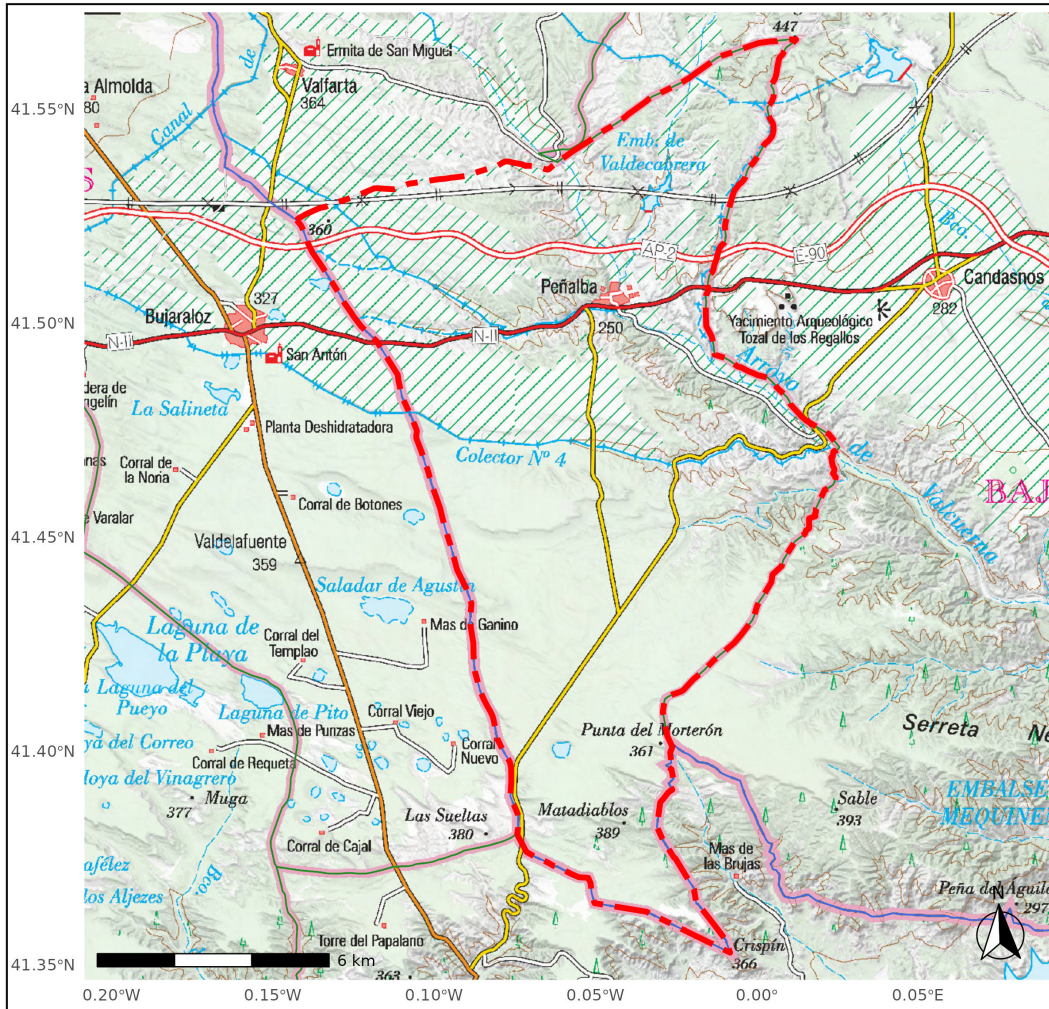 447
Ermita de San Miguel
de
Valfarta
364
a Almolda
80
41.55°N
Canal
Emb. de
Valdecabrera
S
360
AP-2
E-90
Bco.
Candasnos
282
Peñalba
250
327
Bujaraloz
41.50°N
N-II
N-II
Yacimiento Arqueológico
Tozal de los Regallos
San Antón
Arroyo
dera de
ngelín
La Salineta
Planta Deshidratadora
Colector Nº 4
de
anas
Corral de
la Noria
Valcuerna
BAJ
Corral de Botones
e Varalar
41.45°N
Valdelafuente
359
Saladar de Agustín
Mas de Ganino
Laguna de
la Playa
Corral del
Templao
Laguna del
Pueyo
Laguna de Pito
Corral Viejo
Punta del Morterón
361
Serreta
Ne
41.40°N
ya del Correo
Mas de Punzas
Corral
Nuevo
Corral de Requeta
loya del Vinagrero
Muga
377
Sable
393
EMBALSE
MEQUINE
Las Sueltas
380
Matadiablos
389
Corral de Cajal
Mas de
las Brujas
afélez
los Aljezes
Bco.
Peña del Aguila
297
N
Torre del Papalano
Crispín
366
41.35°N
6 km
363
0.20°W
0.15°W
0.10°W
0.05°W
0.00°
0.05°E